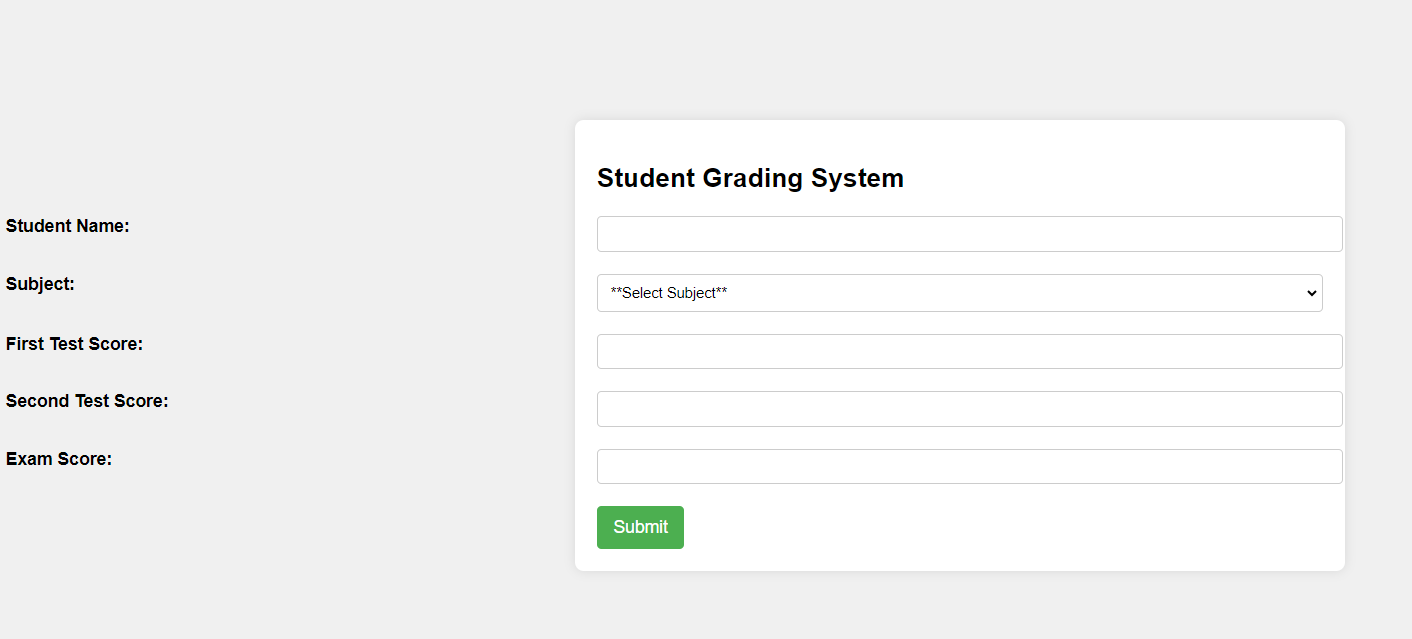 Student Grading System
Student Name:
Subject:
**Select Subject**
First Test Score:
Second Test Score:
Exam Score:
Submit